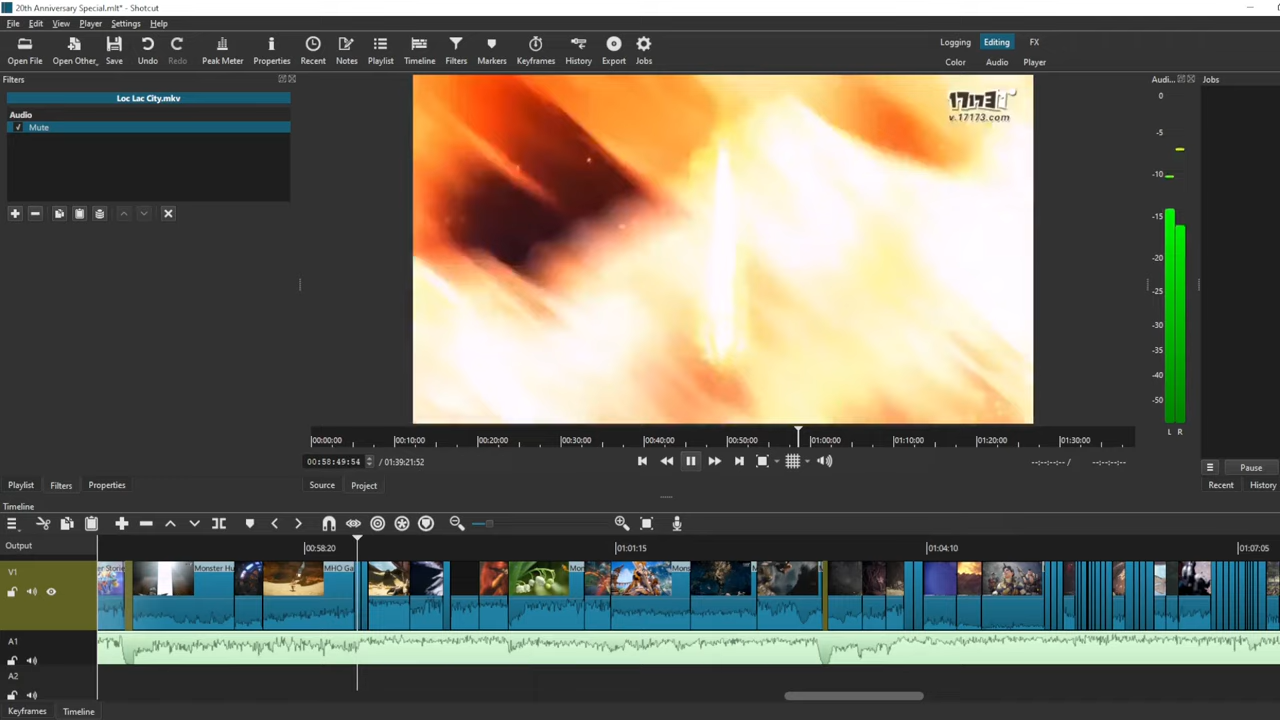 20th Anniversary Special.mlt* - Shotcut
File Edit View Player Settings Help
Open File Open Other.. Save Undo Redo Peak Meter Properties Recent Notes Playlist Timeline Filters Markers Keyframes History Export Jobs
Logging Editing FX
Color Audio Player
Filters
Audi...
Jobs
Loc Lac City.mkv
Audio
Mute
17173
v.17173.com
0
-5
-10
-15
-20
-25
-30
-35
-40
-50
L R
00:00:00 00:10:00 00:20:00 00:30:00 00:40:00 00:50:00 01:00:00 01:10:00 01:20:00 01:30:00
00:58:49:54 / 01:39:21:52
--:--:--:-- / --:--:--:--
Pause
Playlist Filters Properties
Source Project
Recent History
Timeline
Output
00:58:20 01:01:15 01:04:10 01:07:05
V1
er Storie Monster Hu MHO Ga Mon Mons
A1
A2
Keyframes Timeline